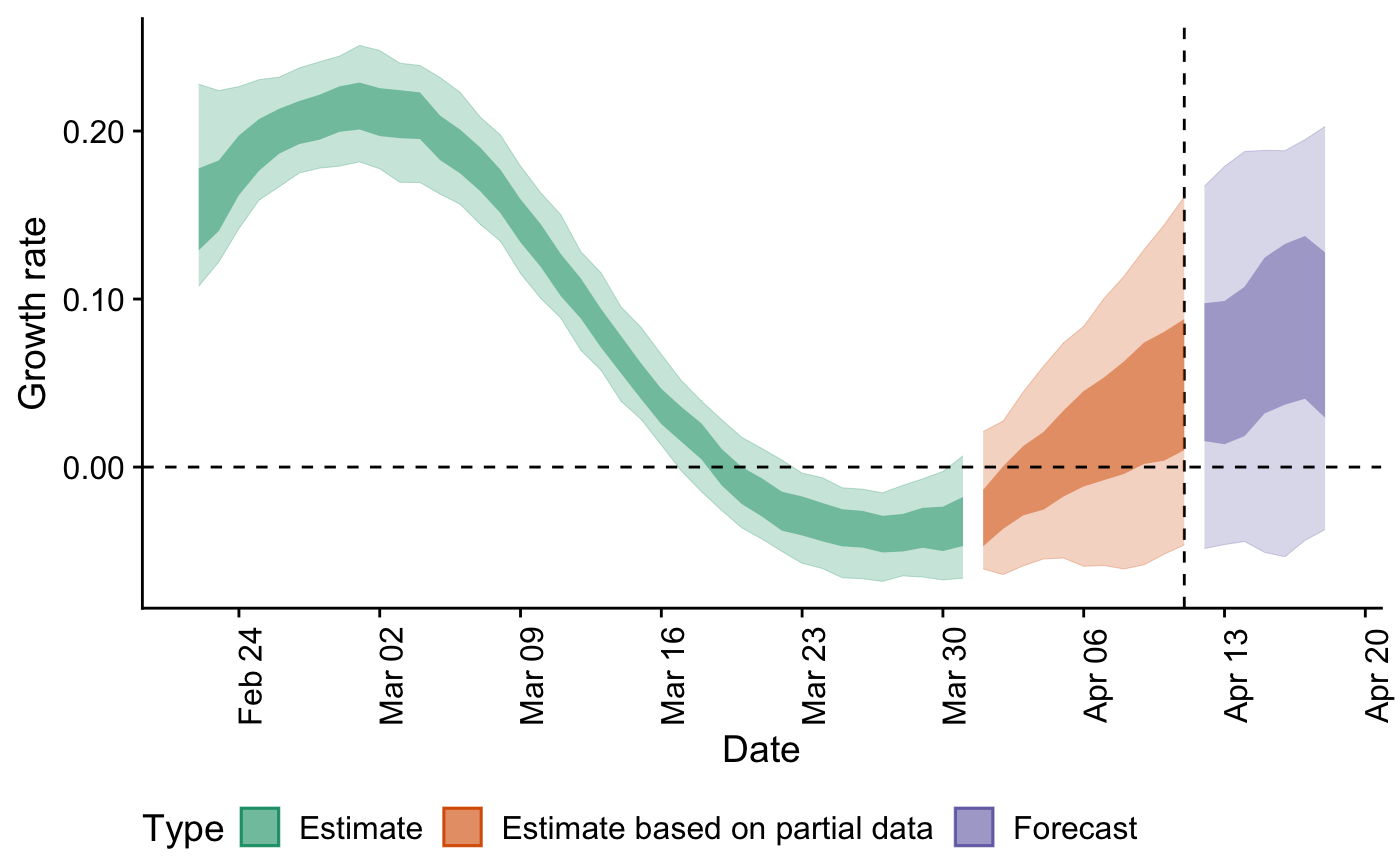 0.20
0.10
0.00
Growth rate
Feb 24
Mar 02
Mar 09
Mar 16
Mar 23
Mar 30
Apr 06
Apr 13
Apr 20
Date
Type Estimate Estimate based on partial data Forecast